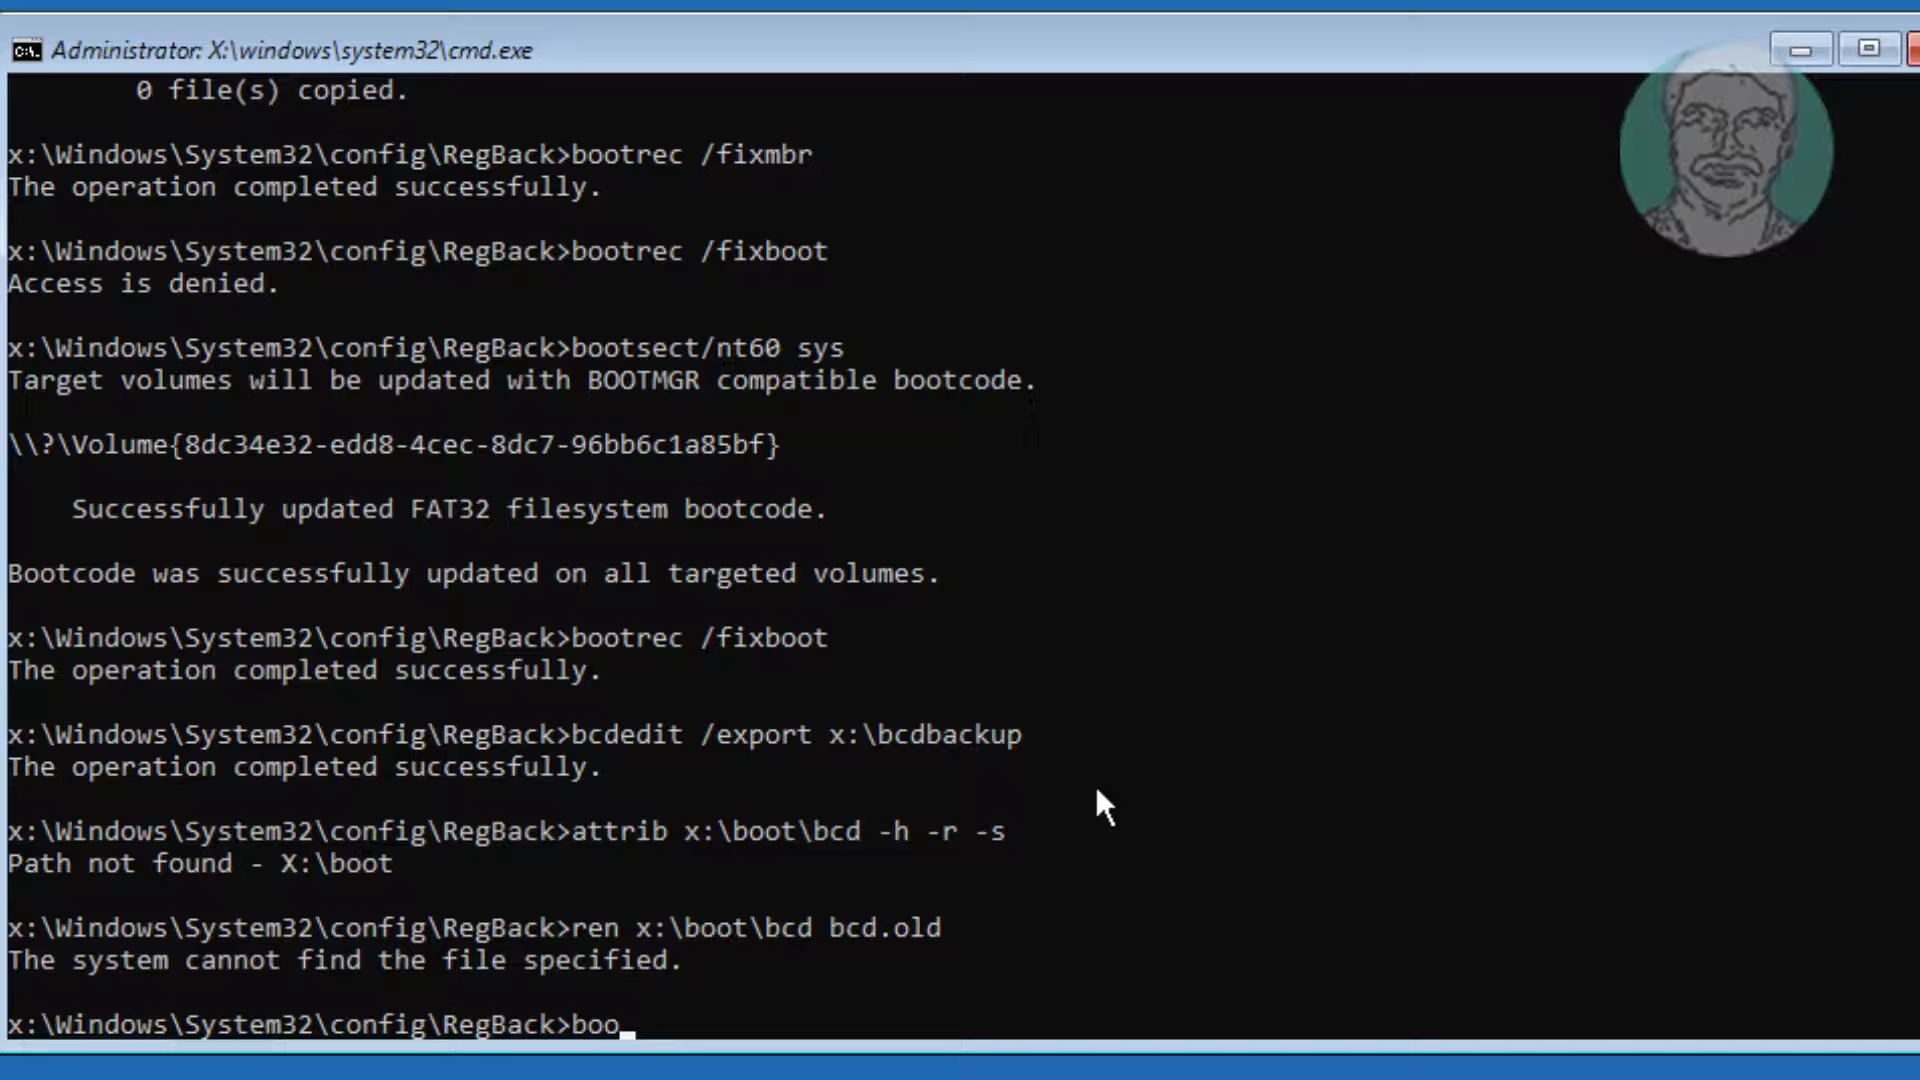 Administrator: X:\windows\system32\cmd.exe
0 file(s) copied.
x:\Windows\System32\config\RegBack>bootrec /fixmbr
The operation completed successfully.
x:\Windows\System32\config\RegBack>bootrec /fixboot
Access is denied.
x:\Windows\System32\config\RegBack>bootsect/nt60 sys
Target volumes will be updated with BOOTMGR compatible bootcode.
\\?\Volume{8dc34e32-edd8-4cec-8dc7-96bb6c1a85bf}
Successfully updated FAT32 filesystem bootcode.
Bootcode was successfully updated on all targeted volumes.
x:\Windows\System32\config\RegBack>bootrec /fixboot
The operation completed successfully.
x:\Windows\System32\config\RegBack>bcdedit /export x:\bcdbackup
The operation completed successfully.
x:\Windows\System32\config\RegBack>attrib x:\boot\bcd -h -r -s
Path not found - X:\boot
x:\Windows\System32\config\RegBack>ren x:\boot\bcd bcd.old
The system cannot find the file specified.
x:\Windows\System32\config\RegBack>boo